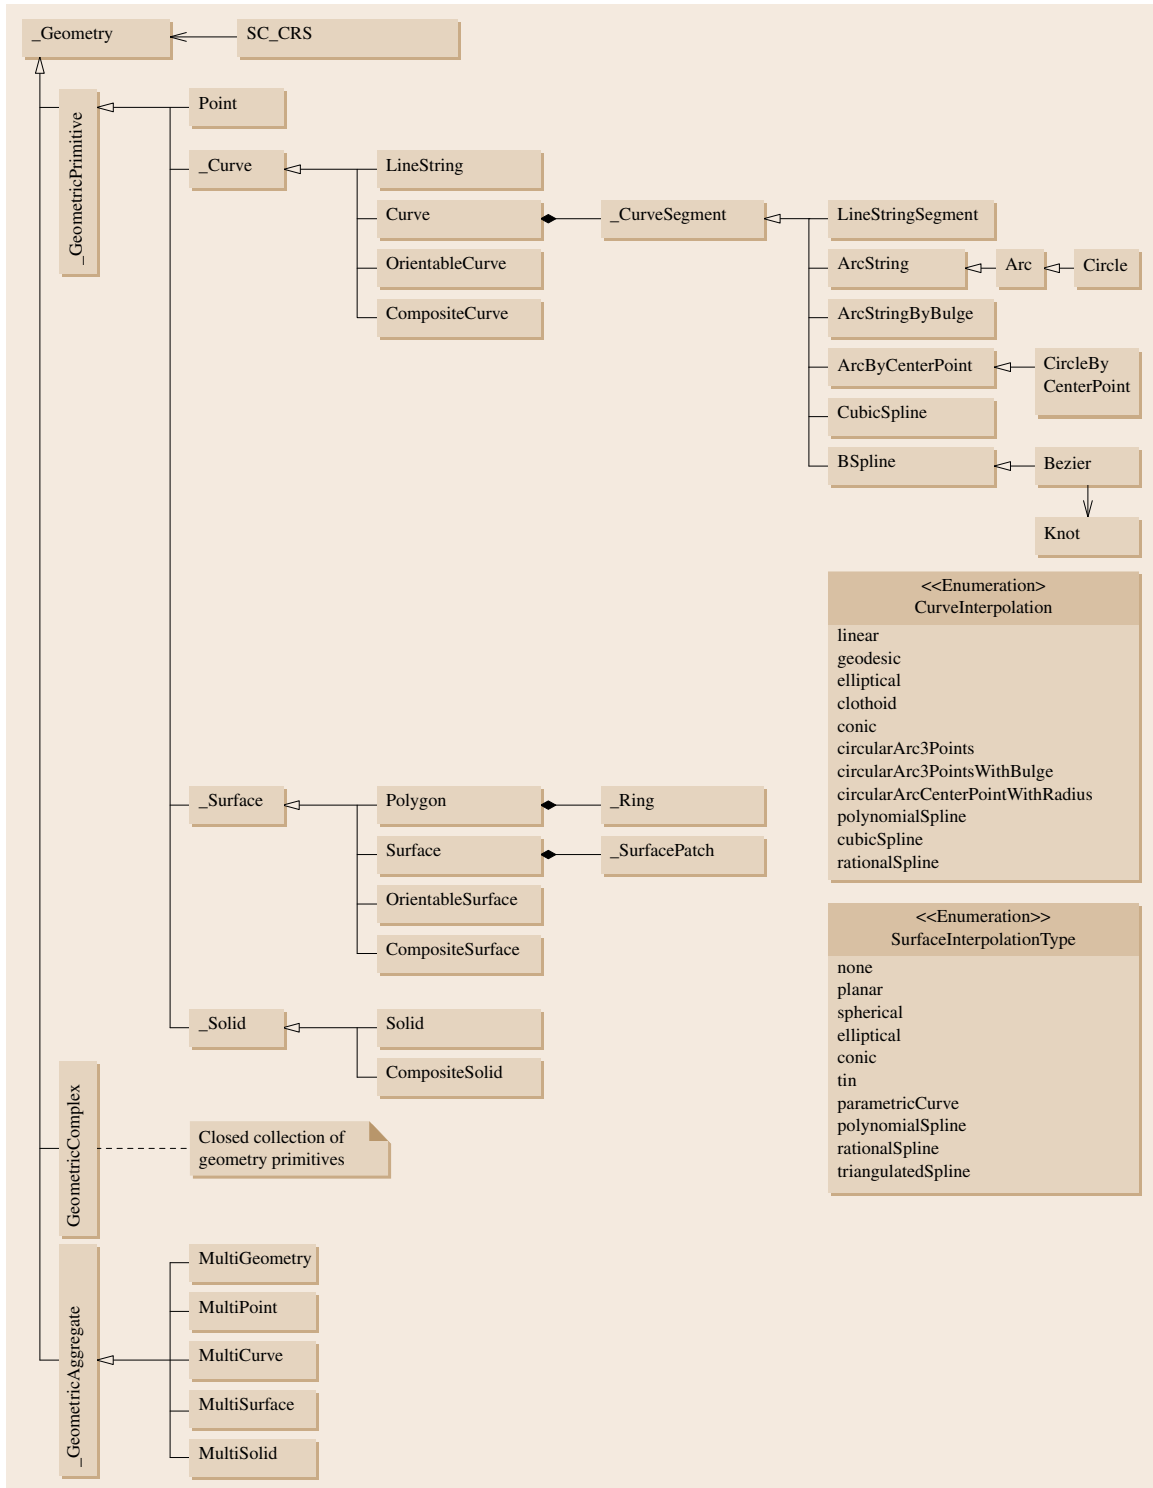 _Geometry
SC_CRS
_GeometricPrimitive
Point
_Curve
LineString
Curve
_CurveSegment
LineStringSegment
OrientableCurve
ArcString
Arc
Circle
CompositeCurve
ArcStringByBulge
ArcByCenterPoint
CircleBy
CenterPoint
CubicSpline
BSpline
Bezier
Knot
<<Enumeration>
CurveInterpolation
linear
geodesic
elliptical
clothoid
conic
circularArc3Points
circularArc3PointsWithBulge
circularArcCenterPointWithRadius
polynomialSpline
cubicSpline
rationalSpline
_Surface
Polygon
_Ring
Surface
_SurfacePatch
OrientableSurface
CompositeSurface
<<Enumeration>>
SurfaceInterpolationType
none
planar
spherical
elliptical
conic
tin
parametricCurve
polynomialSpline
rationalSpline
triangulatedSpline
_Solid
Solid
CompositeSolid
GeometricComplex
Closed collection of
geometry primitives
_GeometricAggregate
MultiGeometry
MultiPoint
MultiCurve
MultiSurface
MultiSolid